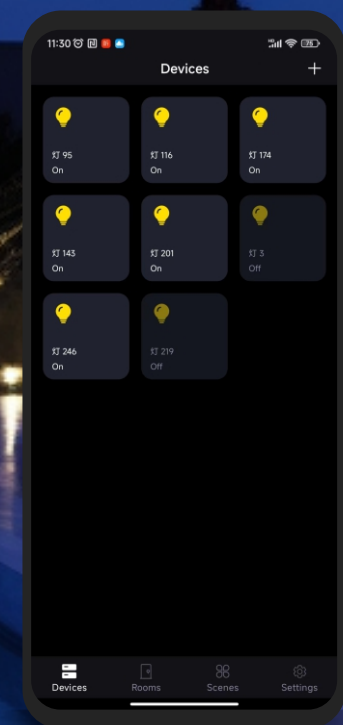 11:30
76
Devices
灯 95
On
灯 116
On
灯 174
On
灯 143
On
灯 201
On
灯 3
Off
灯 246
On
灯 219
Off
Devices
Rooms
Scenes
Settings